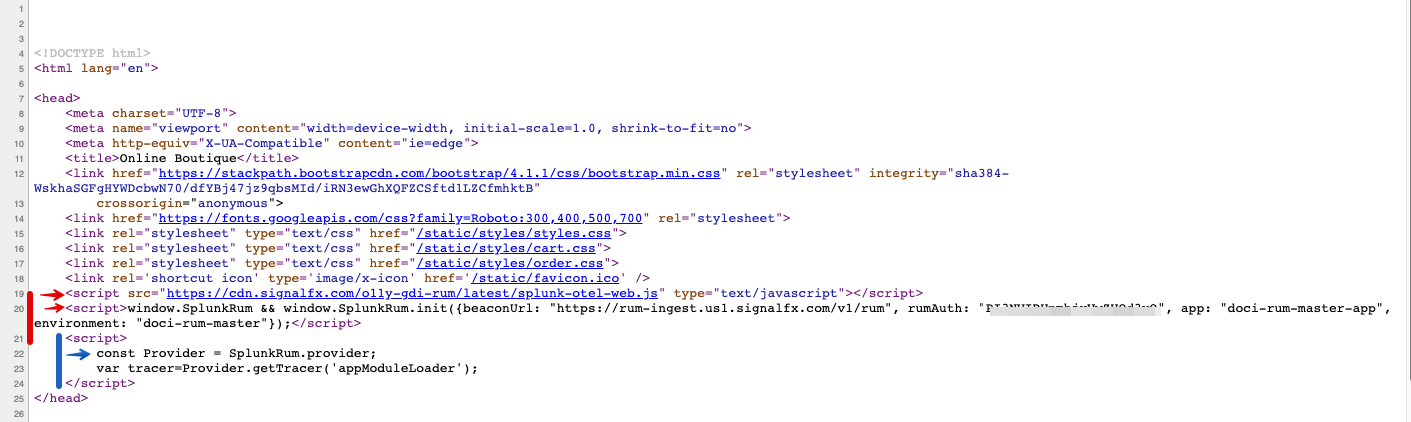 1
2
3
4 <!DOCTYPE html>
5 <html lang="en">
6
7 <head>
8 <meta charset="UTF-8">
9 <meta name="viewport" content="width=device-width, initial-scale=1.0, shrink-to-fit=no">
10 <meta http-equiv="X-UA-Compatible" content="ie=edge">
11 <title>Online Boutique</title>
12 <link href="https://stackpath.bootstrapcdn.com/bootstrap/4.1.1/css/bootstrap.min.css" rel="stylesheet" integrity="sha384-
WskhaSGFgHYWDcbwN70/dfYBj47jz9qbsMId/iRN3ewGhXQFZCSftd1LZCfmhktB"
13 crossorigin="anonymous">
14 <link href="https://fonts.googleapis.com/css?family=Roboto:300,400,500,700" rel="stylesheet">
15 <link rel="stylesheet" type="text/css" href="/static/styles/styles.css">
16 <link rel="stylesheet" type="text/css" href="/static/styles/cart.css">
17 <link rel="stylesheet" type="text/css" href="/static/styles/order.css">
18 <link rel='shortcut icon' type='image/x-icon' href='/static/favicon.ico' />
19 <script src="https://cdn.signalfx.com/o11y-gdi-rum/latest/splunk-otel-web.js" type="text/javascript"></script>
20 <script>window.SplunkRum && window.SplunkRum.init({beaconUrl: "https://rum-ingest.us1.signalfx.com/v1/rum", rumAuth: "", app: "doci-rum-master-app",
environment: "doci-rum-master"});</script>
21 <script>
22 const Provider = SplunkRum.provider;
23 var tracer=Provider.getTracer('appModuleLoader');
24 </script>
25 </head>
26